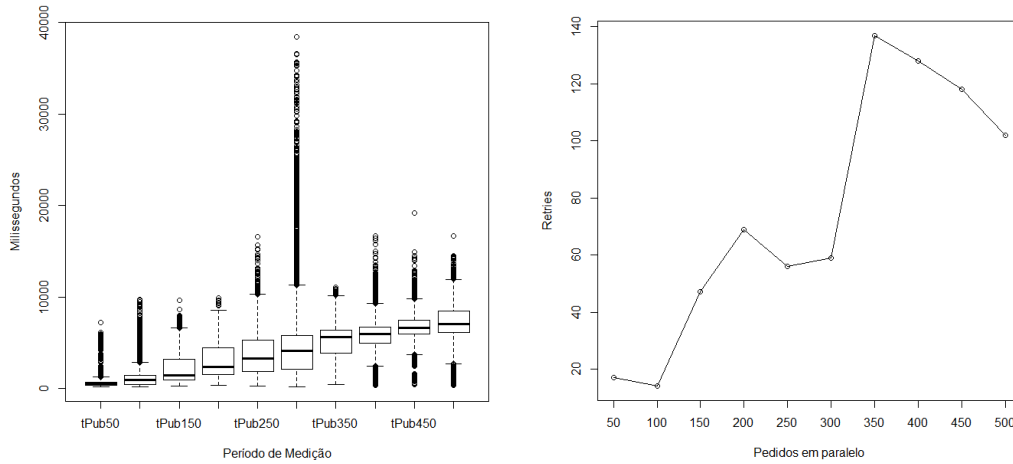 40000
30000
20000
10000
0
Milissegundos
tPub50
tPub150
tPub250
tPub350
tPub450
Período de Medição
140
120
100
80
60
40
20
Retries
50
100
150
200
250
300
350
400
450
500
Pedidos em paralelo